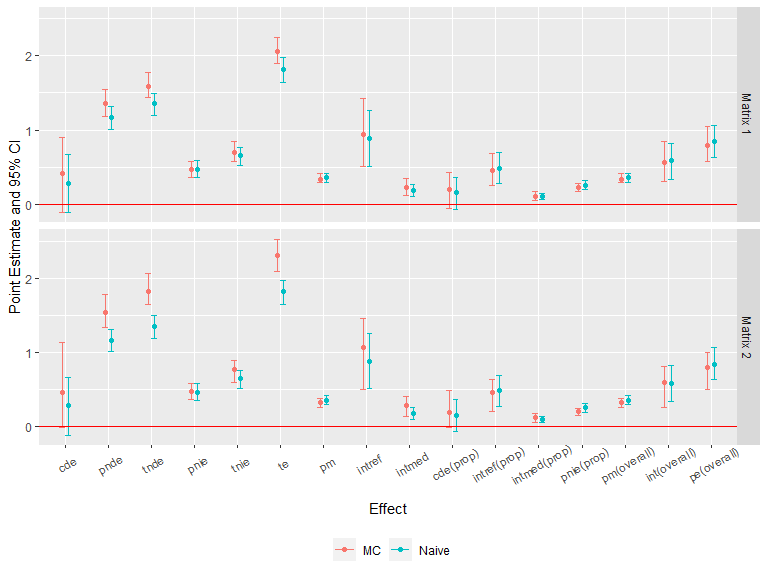 Point Estimate and 95% CI
2
1
0
Matrix 1
2
1
0
Matrix 2
cde
pnde
tnde
pnie
tnie
te
pm
intref
intmed
cde(prop)
intref(prop)
intmed(prop)
pnie(prop)
pm(overall)
int(overall)
pe(overall)
Effect
MC Naive